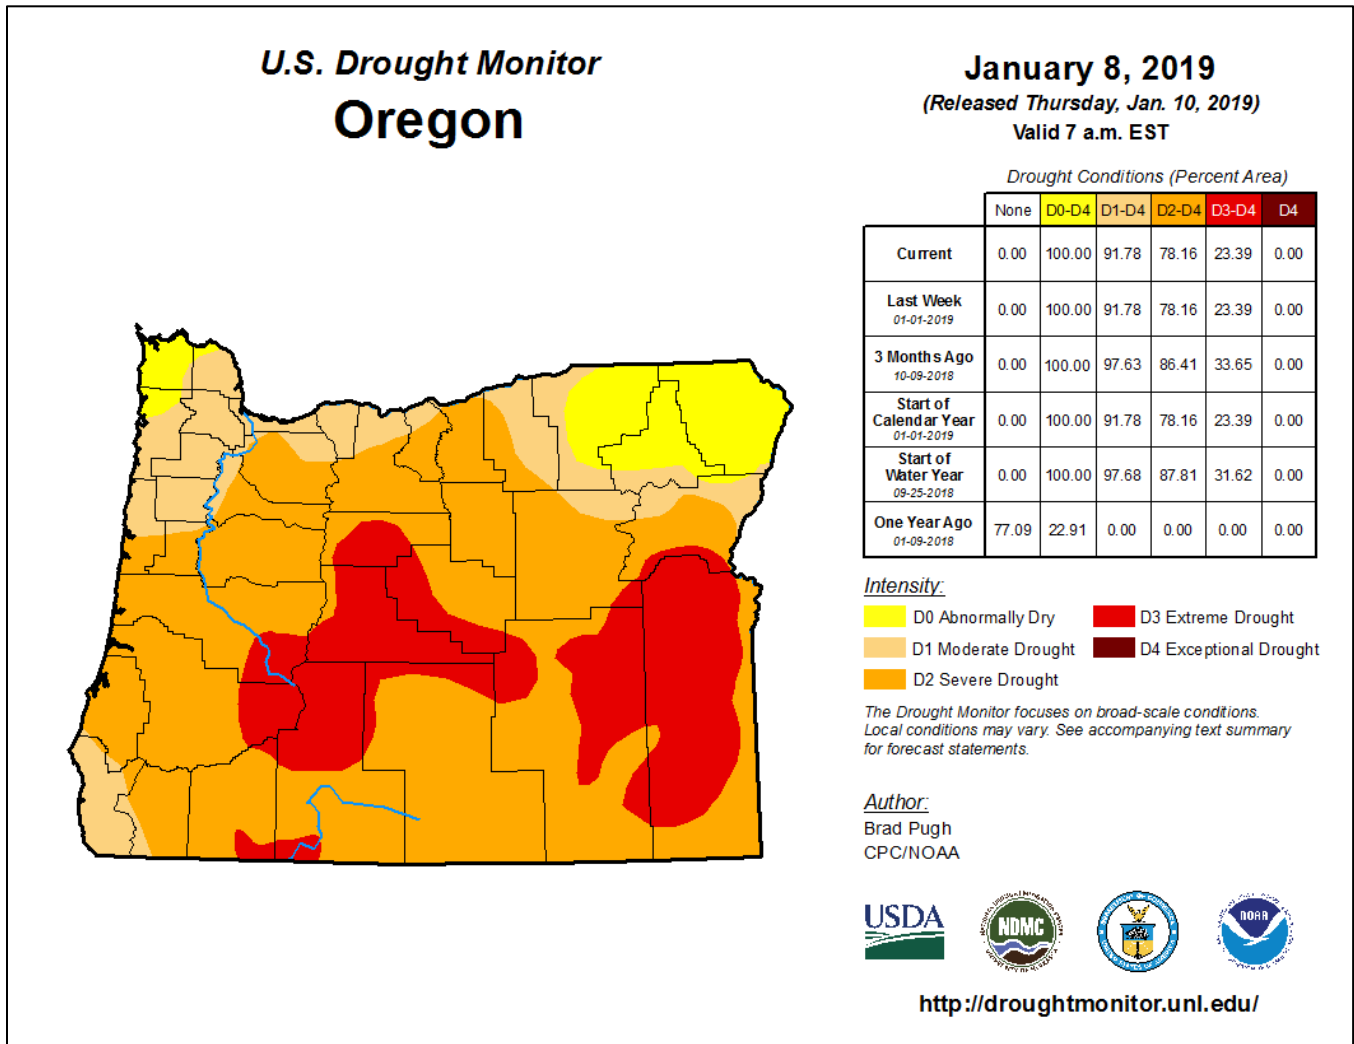 U.S. Drought Monitor
Oregon
January 8, 2019
(Released Thursday, Jan. 10, 2019)
Valid 7 a.m. EST
Drought Conditions (Percent Area)
None D0-D4 D1-D4 D2-D4 D3-D4 D4
Current 0.00 100.00 91.78 78.16 23.39 0.00
Last Week
01-01-2019
0.00 100.00 91.78 78.16 23.39 0.00
3 Months Ago
10-09-2018
0.00 100.00 97.63 86.41 33.65 0.00
Start of
Calendar Year
01-01-2019
0.00 100.00 91.78 78.16 23.39 0.00
Start of
Water Year
09-25-2018
0.00 100.00 97.68 87.81 31.62 0.00
One Year Ago
01-09-2018
77.09 22.91 0.00 0.00 0.00 0.00
Intensity:
D0 Abnormally Dry
D1 Moderate Drought
D2 Severe Drought
D3 Extreme Drought
D4 Exceptional Drought
The Drought Monitor focuses on broad-scale conditions.
Local conditions may vary. See accompanying text summary
for forecast statements.
Author:
Brad Pugh
CPC/NOAA
USDA
NDMC
NOAA
http://droughtmonitor.unl.edu/